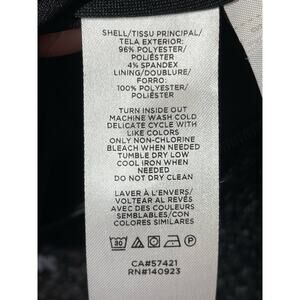 SHELL/TISSU PRINCIPAL/
TELA EXTERIOR:
96% POLYESTER/
POLIÉSTER
4% SPANDEX
LINING/DOUBLURE/
FORRO:
100% POLYESTER/
POLIÉSTER
TURN INSIDE OUT
MACHINE WASH COLD
DELICATE CYCLE WITH
LIKE COLORS
ONLY NON-CHLORINE
BLEACH WHEN NEEDED
TUMBLE DRY LOW
COOL IRON WHEN
NEEDED
DO NOT DRY CLEAN
LAVER À L'ENVERS/
VOLTEAR AL REVÉS
AVEC DES COULEURS
SEMBLABLES/CON
COLORES SIMILARES
30
CA#57421
RN#140923